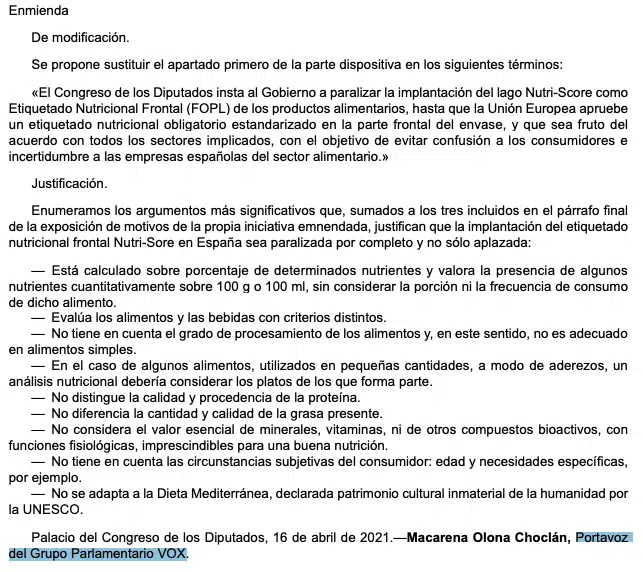 Enmienda
De modificación.
Se propone sustituir el apartado primero de la parte dispositiva en los siguientes términos:
«El Congreso de los Diputados insta al Gobierno a paralizar la implantación del lago Nutri-Score como
Etiquetado Nutricional Frontal (FOPL) de los productos alimentarios, hasta que la Unión Europea apruebe
un etiquetado nutricional obligatorio estandarizado en la parte frontal del envase, y que sea fruto del
acuerdo con todos los sectores implicados, con el objetivo de evitar confusión a los consumidores e
incertidumbre a las empresas españolas del sector alimentario.»
Justificación.
Enumeramos los argumentos más significativos que, sumados a los tres incluidos en el párrafo final
de la exposición de motivos de la propia iniciativa emnendada, justifican que la implantación del etiquetado
nutricional frontal Nutri-Sore en España sea paralizada por completo y no sólo aplazada:
— Está calculado sobre porcentaje de determinados nutrientes y valora la presencia de algunos
nutrientes cuantitativamente sobre 100 g o 100 ml, sin considerar la porción ni la frecuencia de consumo
de dicho alimento.
— Evalúa los alimentos y las bebidas con criterios distintos.
— No tiene en cuenta el grado de procesamiento de los alimentos y, en este sentido, no es adecuado
en alimentos simples.
— En el caso de algunos alimentos, utilizados en pequeñas cantidades, a modo de aderezos, un
análisis nutricional debería considerar los platos de los que forma parte.
— No distingue la calidad y procedencia de la proteína.
— No diferencia la cantidad y calidad de la grasa presente.
— No considera el valor esencial de minerales, vitaminas, ni de otros compuestos bioactivos, con
funciones fisiológicas, imprescindibles para una buena nutrición.
— No tiene en cuenta las circunstancias subjetivas del consumidor: edad y necesidades específicas,
por ejemplo.
— No se adapta a la Dieta Mediterránea, declarada patrimonio cultural inmaterial de la humanidad por
la UNESCO.
Palacio del Congreso de los Diputados, 16 de abril de 2021.—Macarena Olona Choclán, Portavoz
del Grupo Parlamentario VOX.